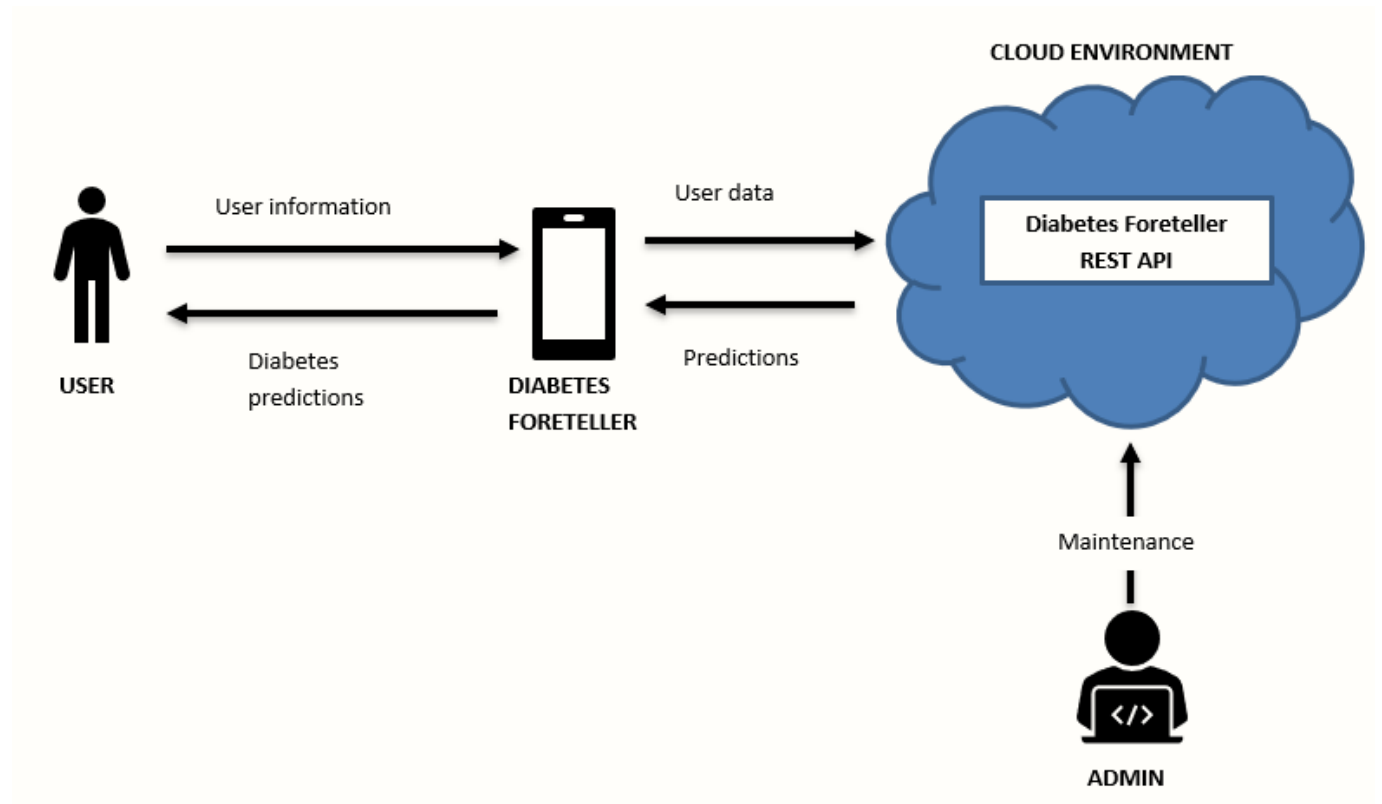 CLOUD ENVIRONMENT
User information
User data
Diabetes Foreteller
REST API
Diabetes
predictions
Predictions
USER
DIABETES
FORETELLER
Maintenance
</>
ADMIN